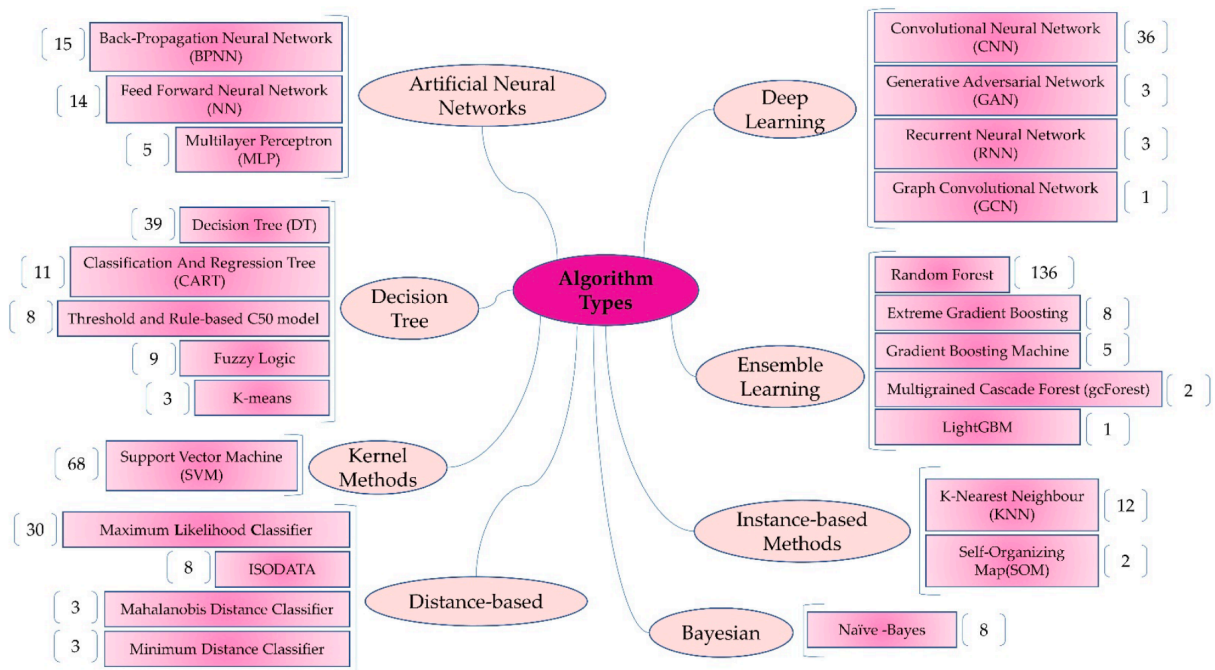 Algorithm
Types
Artificial Neural
Networks
15
Back-Propagation Neural Network
(BPNN)
14
Feed Forward Neural Network
(NN)
5
Multilayer Perceptron
(MLP)
Decision
Tree
39
Decision Tree (DT)
11
Classification And Regression Tree
(CART)
8
Threshold and Rule-based C50 model
9
Fuzzy Logic
3
K-means
Kernel
Methods
68
Support Vector Machine
(SVM)
Distance-based
30
Maximum Likelihood Classifier
8
ISODATA
3
Mahalanobis Distance Classifier
3
Minimum Distance Classifier
Deep
Learning
Convolutional Neural Network
(CNN)
36
Generative Adversarial Network
(GAN)
3
Recurrent Neural Network
(RNN)
3
Graph Convolutional Network
(GCN)
1
Ensemble
Learning
Random Forest
136
Extreme Gradient Boosting
8
Gradient Boosting Machine
5
Multigrained Cascade Forest (gcForest)
2
LightGBM
1
Instance-based
Methods
K-Nearest Neighbour
(KNN)
12
Self-Organizing
Map(SOM)
2
Bayesian
Naïve -Bayes
8